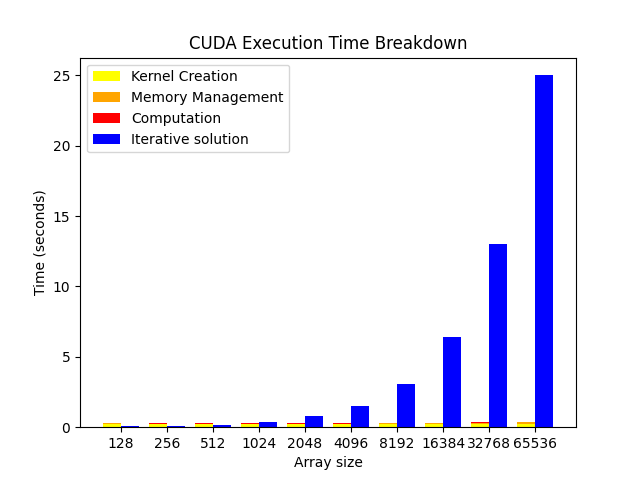 CUDA Execution Time Breakdown
Kernel Creation
Memory Management
Computation
Iterative solution
25
20
15
10
5
0
Time (seconds)
128 256 512 1024 2048 4096 8192 16384 32768 65536
Array size